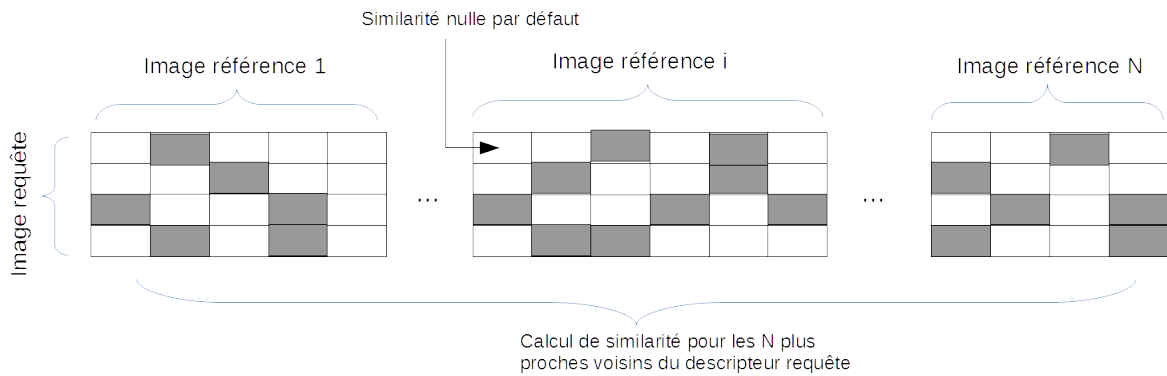 Similarité nulle par défaut
Image référence 1
Image référence i
Image référence N
Image requête
...
...
Calcul de similarité pour les N plus
proches voisins du descripteur requête